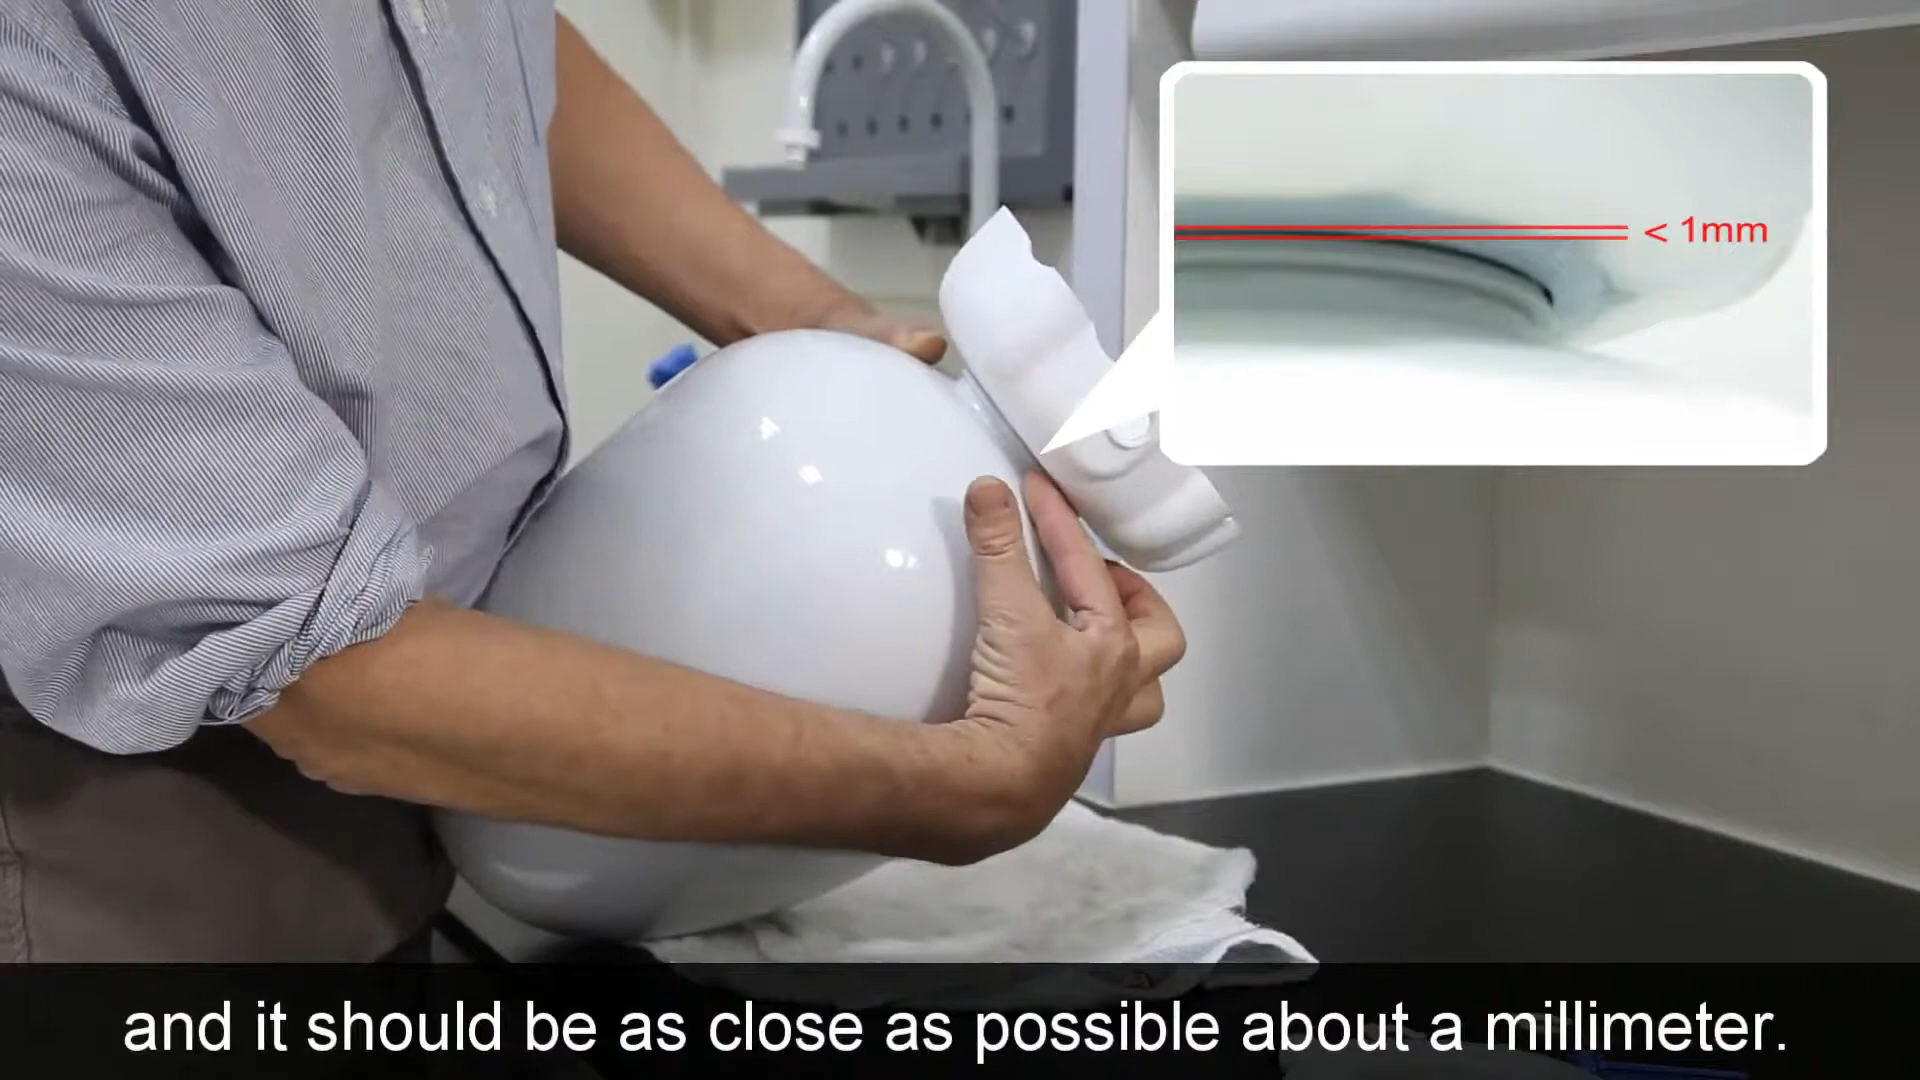 < 1mm
and it should be as close as possible about a millimeter.